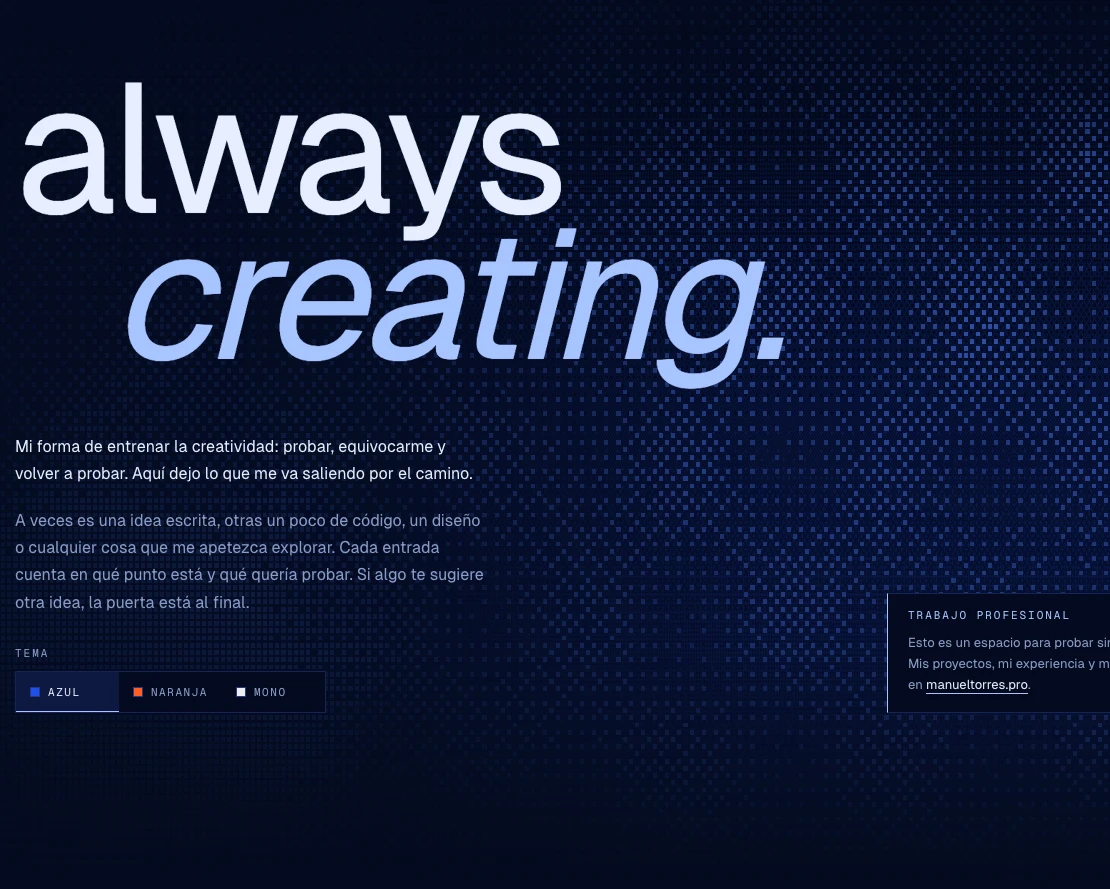 always
creating.
Mi forma de entrenar la creatividad: probar, equivocarme y
volver a probar. Aquí dejo lo que me va saliendo por el camino.
A veces es una idea escrita, otras un poco de código, un diseño
o cualquier cosa que me apetezca explorar. Cada entrada
cuenta en qué punto está y qué quería probar. Si algo te sugiere
otra idea, la puerta está al final.
TEMA
AZUL NARANJA MONO
TRABAJO PROFESIONAL
Esto es un espacio para probar
Mis proyectos, mi experiencia y
en manueltorres.pro.